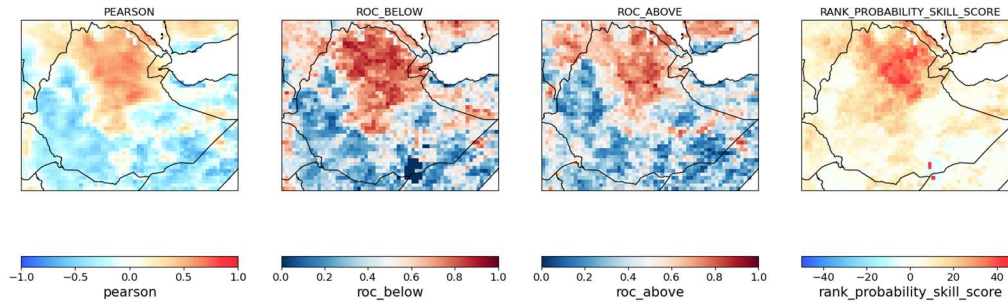 PEARSON
ROC_BELOW
ROC_ABOVE
RANK_PROBABILITY_SKILL_SCORE
−1.0 −0.5 0.0 0.5 1.0
pearson
0.0 0.2 0.4 0.6 0.8 1.0
roc_below
0.0 0.2 0.4 0.6 0.8 1.0
roc_above
−40 −20 0 20 40
rank_probability_skill_score